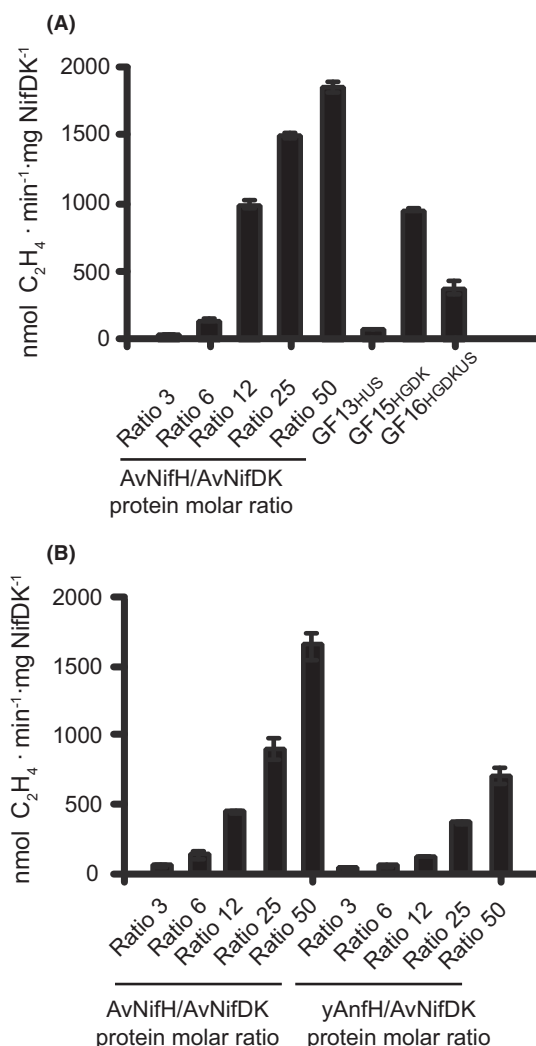 (A)
nmol C₂H₄ · min⁻¹·mg NifDK⁻¹
2000
1500
1000
500
0
Ratio 3
Ratio 6
Ratio 12
Ratio 25
Ratio 50
GF13HUS
GF15HGDK
GF16HGDKUS
AvNifH/AvNifDK
protein molar ratio
(B)
nmol C₂H₄ · min⁻¹·mg NifDK⁻¹
2000
1500
1000
500
0
Ratio 3
Ratio 6
Ratio 12
Ratio 25
Ratio 50
Ratio 3
Ratio 6
Ratio 12
Ratio 25
Ratio 50
AvNifH/AvNifDK
protein molar ratio
yAnfH/AvNifDK
protein molar ratio